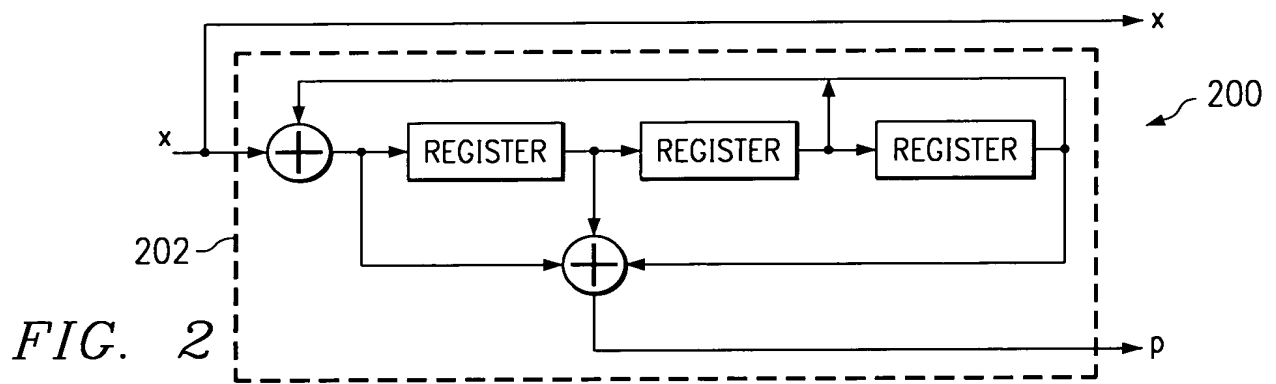 x
200
x
REGISTER REGISTER REGISTER
202
FIG. 2
p